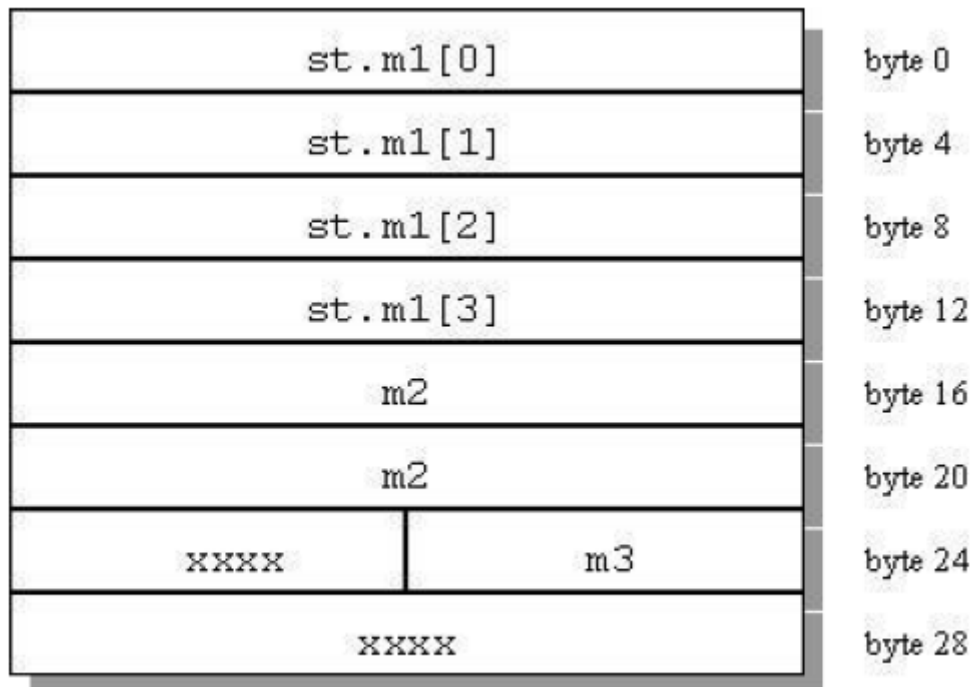 st.m1[0] byte 0
st.m1[1] byte 4
st.m1[2] byte 8
st.m1[3] byte 12
m2 byte 16
m2 byte 20
xxxx m3 byte 24
xxxx byte 28